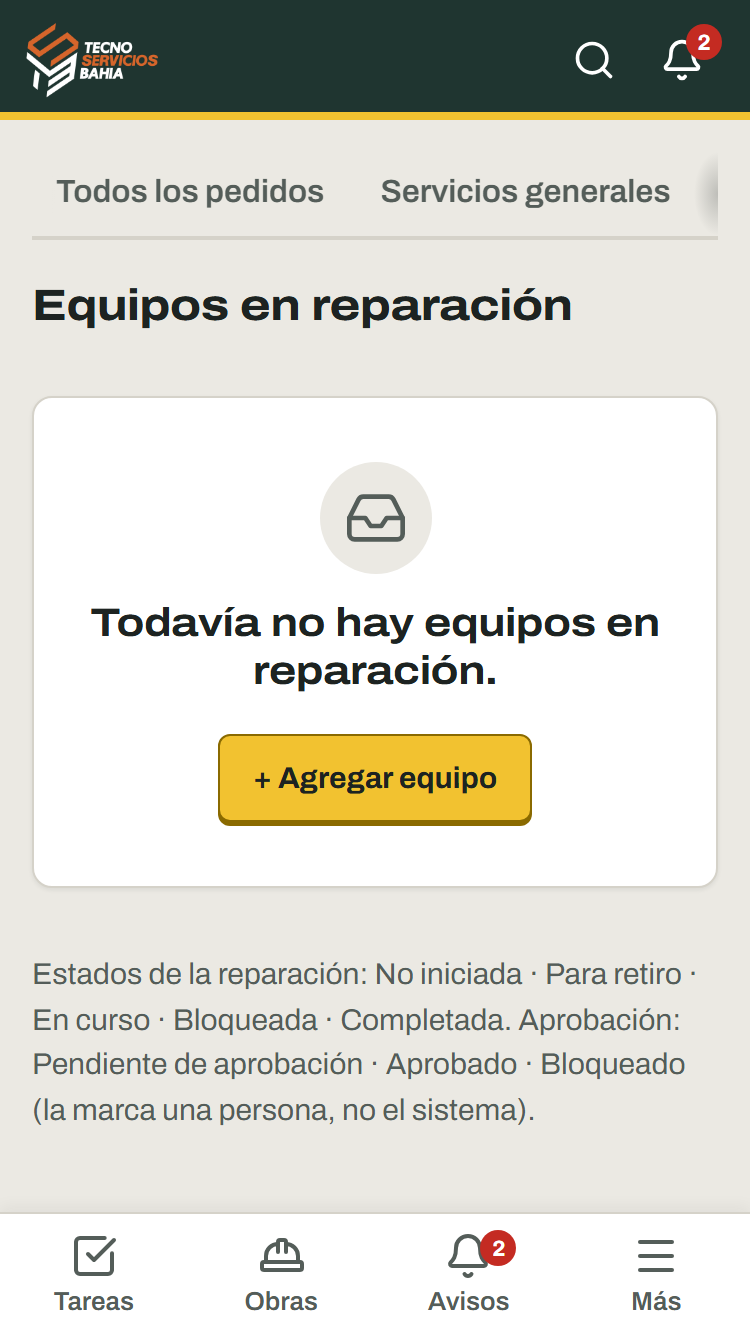 TECNO
SERVICIOS
BAHIA
2
Todos los pedidos
Servicios generales
Equipos en reparación
Todavía no hay equipos en
reparación.
+ Agregar equipo
Estados de la reparación: No iniciada · Para retiro ·
En curso · Bloqueada · Completada. Aprobación:
Pendiente de aprobación · Aprobado · Bloqueado
(la marca una persona, no el sistema).
2
Tareas
Obras
Avisos
Más